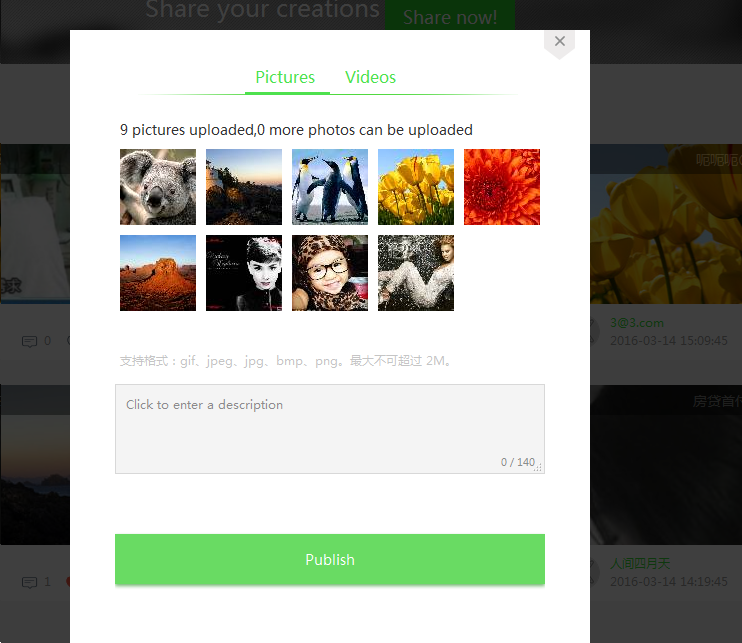 Share your creations
Share now!
Pictures
Videos
9 pictures uploaded,0 more photos can be uploaded
支持格式：gif、jpeg、jpg、bmp、png。最大不可超过 2M。
Click to enter a description
0 / 140
Publish
呃呃呃
0
3@3.com
2016-03-14 15:09:45
房贷首
1
人间四月天
2016-03-14 14:19:45